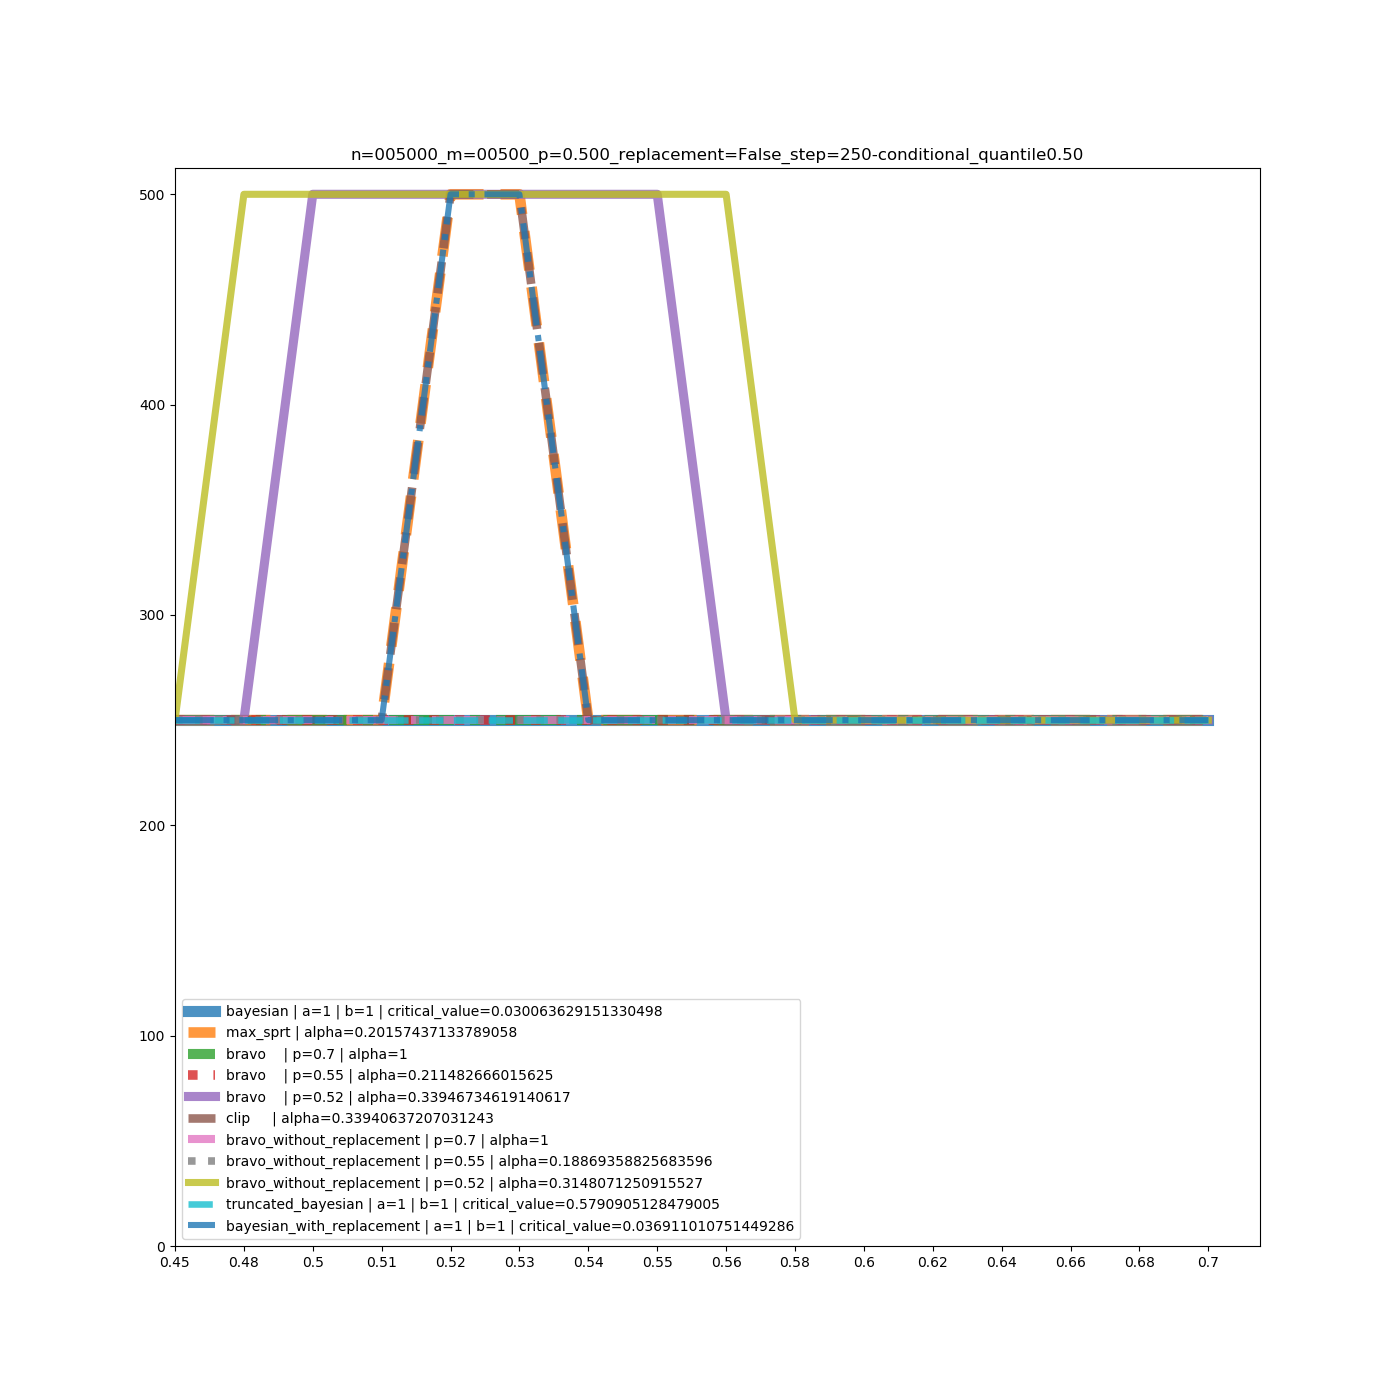 n=005000_m=00500_p=0.500_replacement=False_step=250-conditional_quantile0.50
500
400
300
200
100
0
bayesian | a=1 | b=1 | critical_value=0.030063629151330498
max_sprt | alpha=0.20157437133789058
bravo    | p=0.7 | alpha=1
bravo    | p=0.55 | alpha=0.211482666015625
bravo    | p=0.52 | alpha=0.33946734619140617
clip     | alpha=0.33940637207031243
bravo_without_replacement | p=0.7 | alpha=1
bravo_without_replacement | p=0.55 | alpha=0.18869358825683596
bravo_without_replacement | p=0.52 | alpha=0.3148071250915527
truncated_bayesian | a=1 | b=1 | critical_value=0.5790905128479005
bayesian_with_replacement | a=1 | b=1 | critical_value=0.036911010751449286
0.45 0.48 0.5 0.51 0.52 0.53 0.54 0.55 0.56 0.58 0.6 0.62 0.64 0.66 0.68 0.7